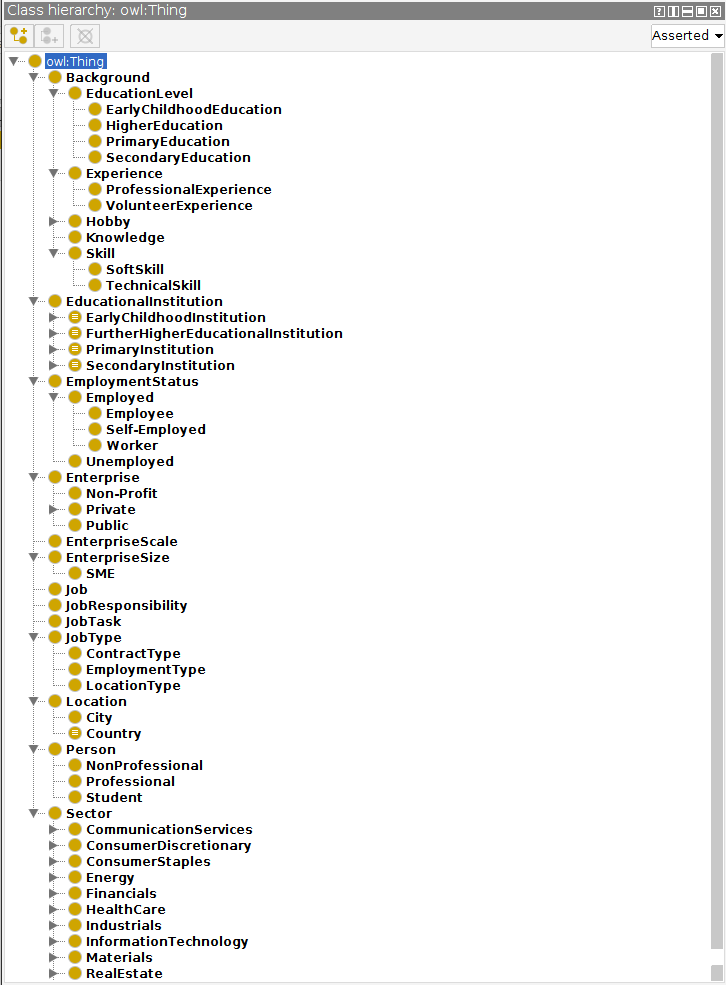 Class hierarchy: owl:Thing
Asserted
owl:Thing
Background
EducationLevel
EarlyChildhoodEducation
HigherEducation
PrimaryEducation
SecondaryEducation
Experience
ProfessionalExperience
VolunteerExperience
Hobby
Knowledge
Skill
SoftSkill
TechnicalSkill
EducationalInstitution
EarlyChildhoodInstitution
FurtherHigherEducationalInstitution
PrimaryInstitution
SecondaryInstitution
EmploymentStatus
Employed
Employee
Self-Employed
Worker
Unemployed
Enterprise
Non-Profit
Private
Public
EnterpriseScale
EnterpriseSize
SME
Job
JobResponsibility
JobTask
JobType
ContractType
EmploymentType
LocationType
Location
City
Country
Person
NonProfessional
Professional
Student
Sector
CommunicationServices
ConsumerDiscretionary
ConsumerStaples
Energy
Financials
HealthCare
Industrials
InformationTechnology
Materials
RealEstate